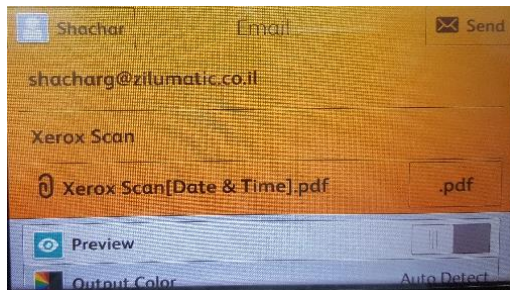 Shachar
Email
Send
shacharg@zilumatic.co.il
Xerox Scan
Xerox Scan[Date & Time].pdf
.pdf
Preview
Output Color
Auto Detect